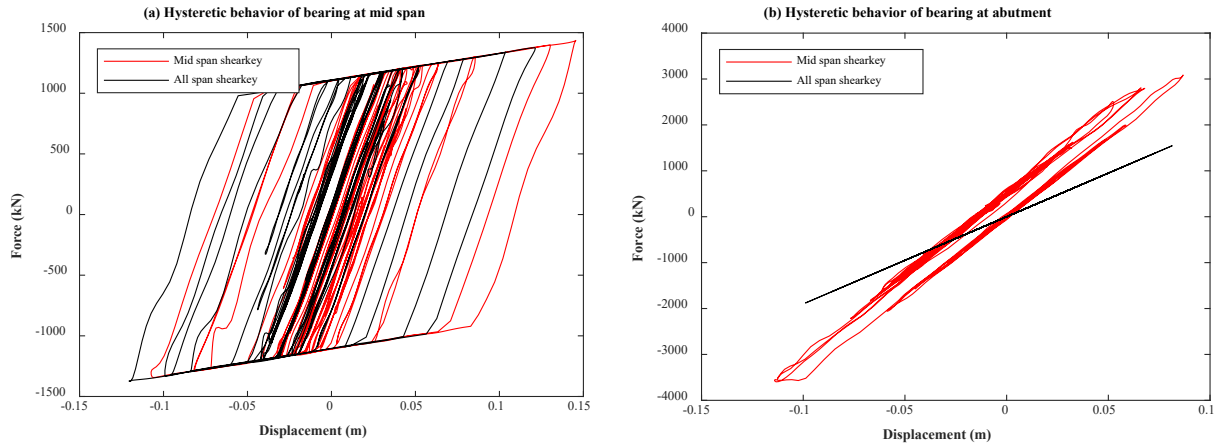 (a) Hysteretic behavior of bearing at mid span
1500
1000
500
0
-500
-1000
-1500
Force (kN)
Mid span shearkey
All span shearkey
-0.15
-0.1
-0.05
0
0.05
0.1
0.15
Displacement (m)
(b) Hysteretic behavior of bearing at abutment
4000
3000
2000
1000
0
-1000
-2000
-3000
-4000
Force (kN)
Mid span shearkey
All span shearkey
-0.15
-0.1
-0.05
0
0.05
0.1
Displacement (m)